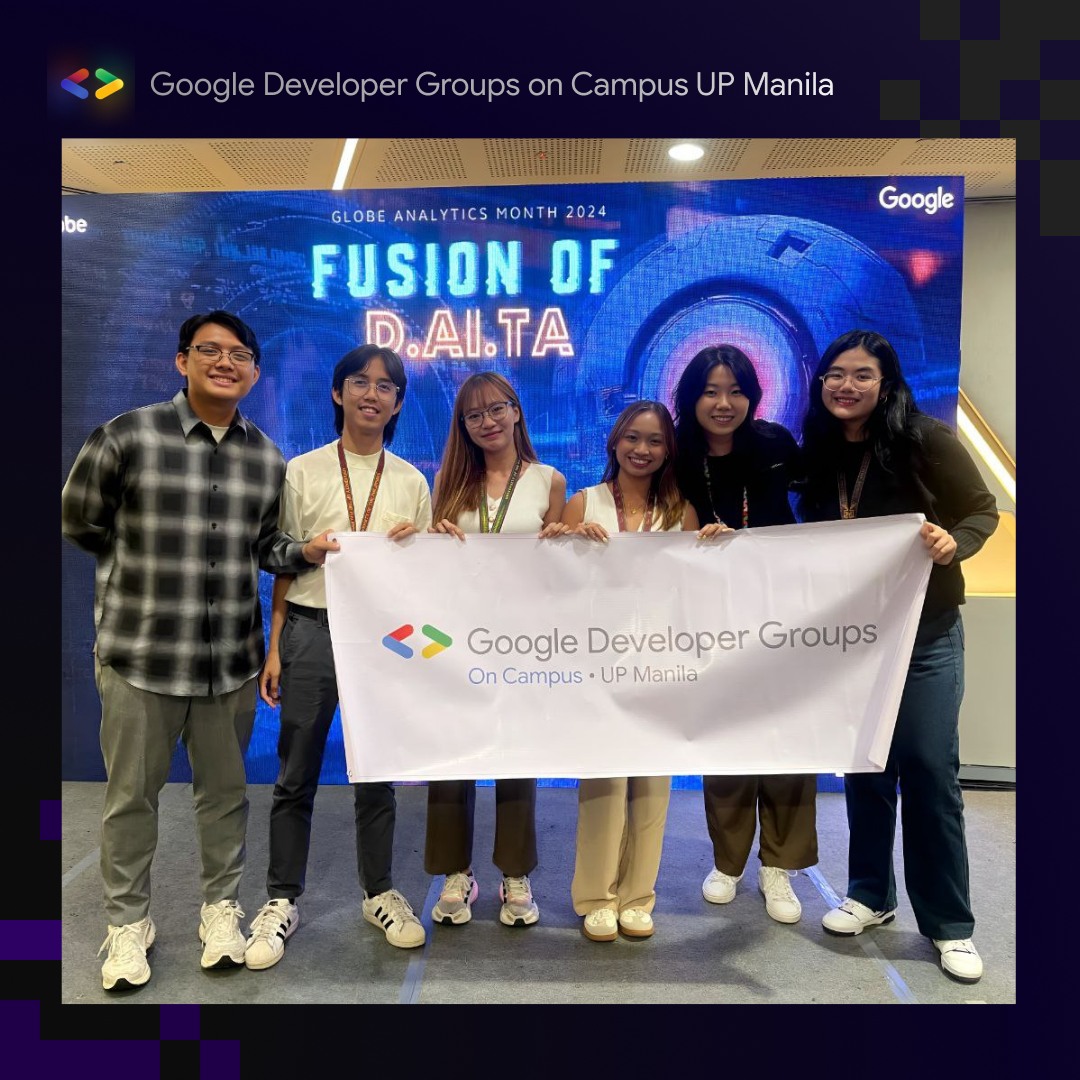 Google Developer Groups on Campus UP Manila
Google
GLOBE ANALYTICS MONTH 2024
FUSION OF
D.AI.TA
Google Developer Groups
On Campus • UP Manila